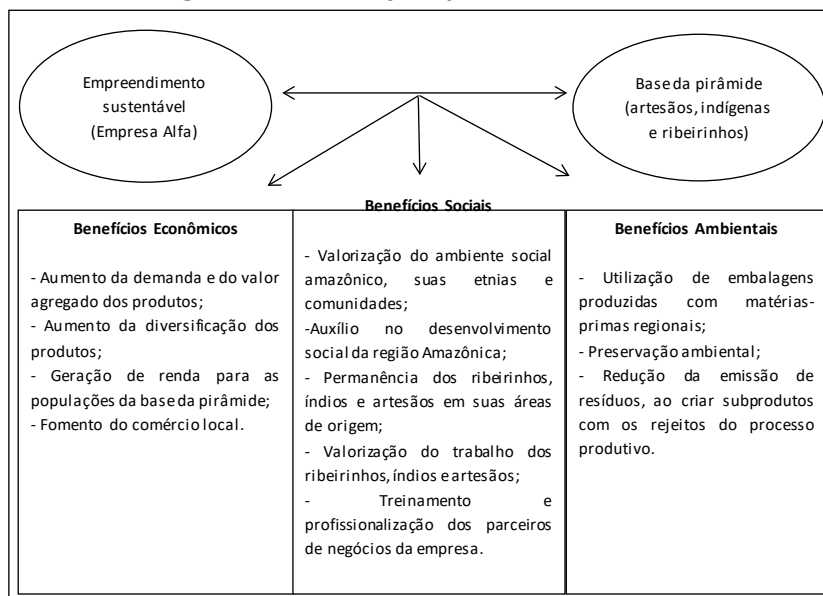 Empreendimento
sustentável
(Empresa Alfa)
Base da pirâmide
(artesãos, indígenas
e ribeirinhos)
Benefícios Econômicos
- Aumento da demanda e do valor
agregado dos produtos;
- Aumento da diversificação dos
produtos;
- Geração de renda para as
populações da base da pirâmide;
- Fomento do comércio local.
Benefícios Sociais
- Valorização do ambiente social
amazônico, suas etnias e
comunidades;
-Auxílio no desenvolvimento
social da região Amazônica;
- Permanência dos ribeirinhos,
índios e artesãos em suas áreas
de origem;
- Valorização do trabalho dos
ribeirinhos, índios e artesãos;
- Treinamento e
profissionalização dos parceiros
de negócios da empresa.
Benefícios Ambientais
- Utilização de embalagens
produzidas com matérias-
primas regionais;
- Preservação ambiental;
- Redução da emissão de
resíduos, ao criar subprodutos
com os rejeitos do processo
produtivo.